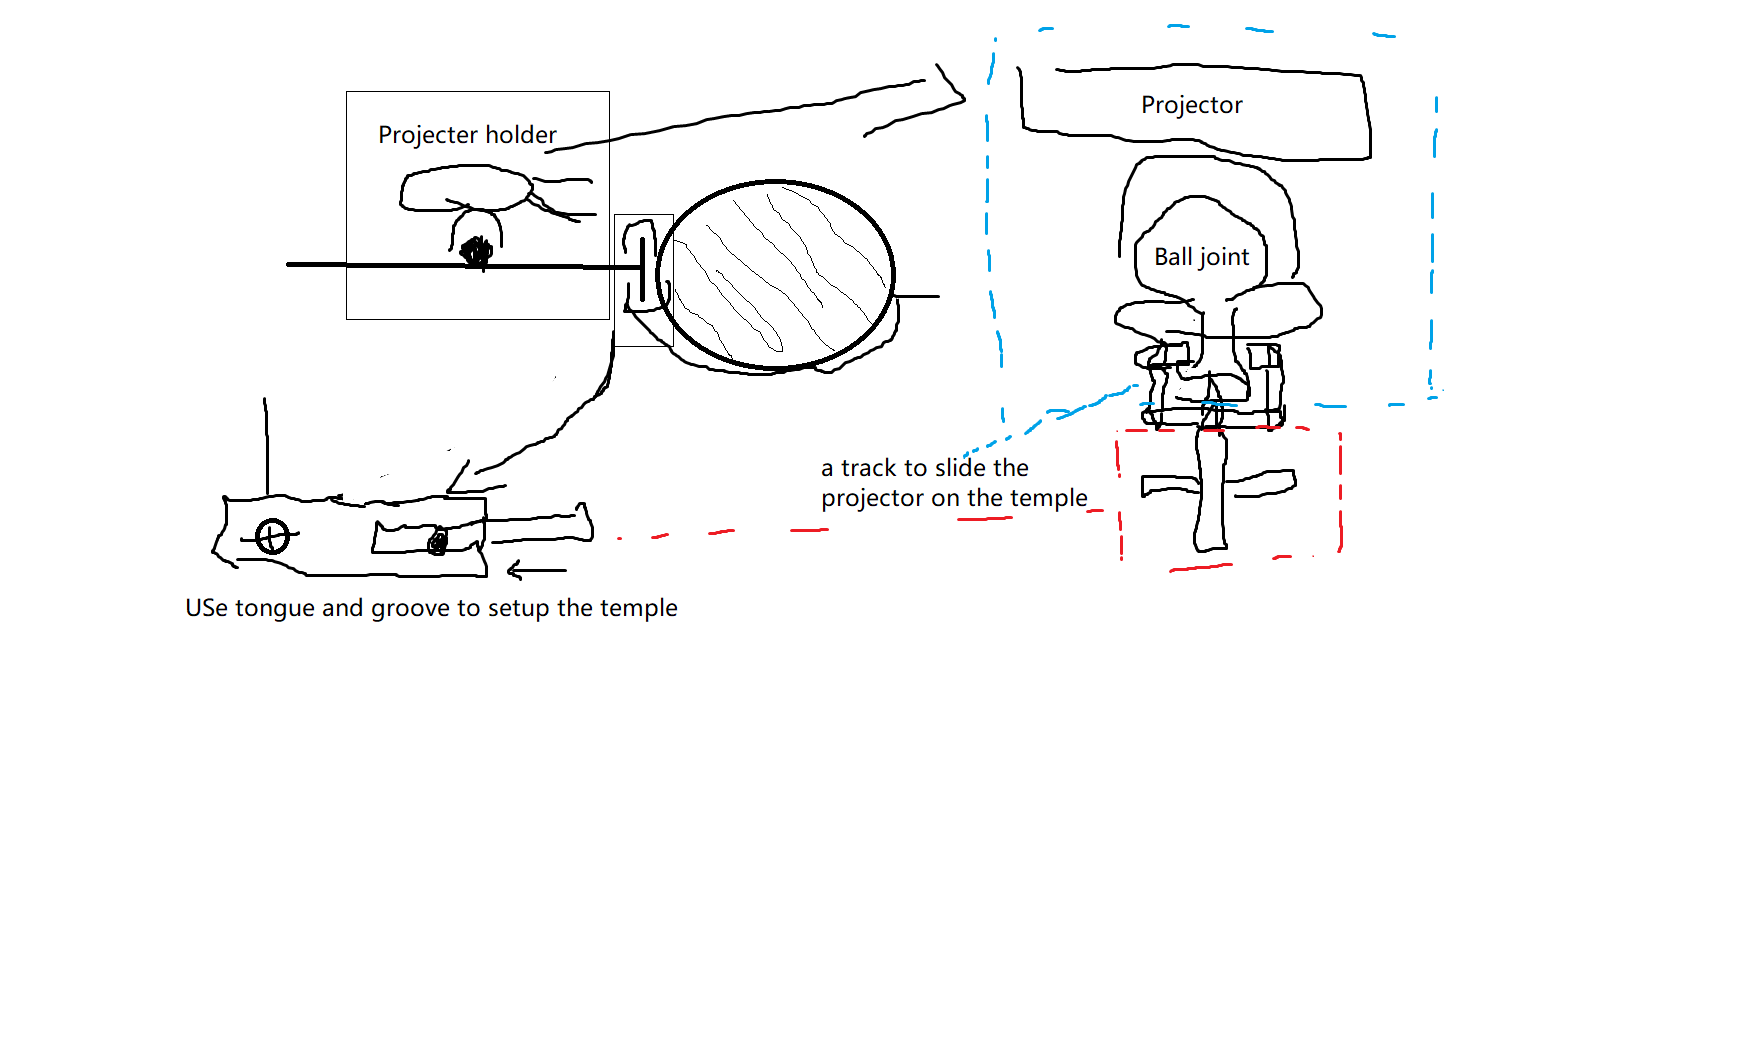 Projecter holder
Projector
Ball joint
a track to slide the
projector on the temple
USe tongue and groove to setup the temple